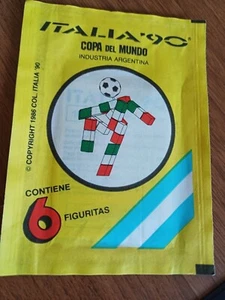 ITALIA'90
COPA DEL MUNDO
INDUSTRIA ARGENTINA
© COPYRIGHT 1986 COL. ITALIA '90
CONTIENE
6 FIGURITAS